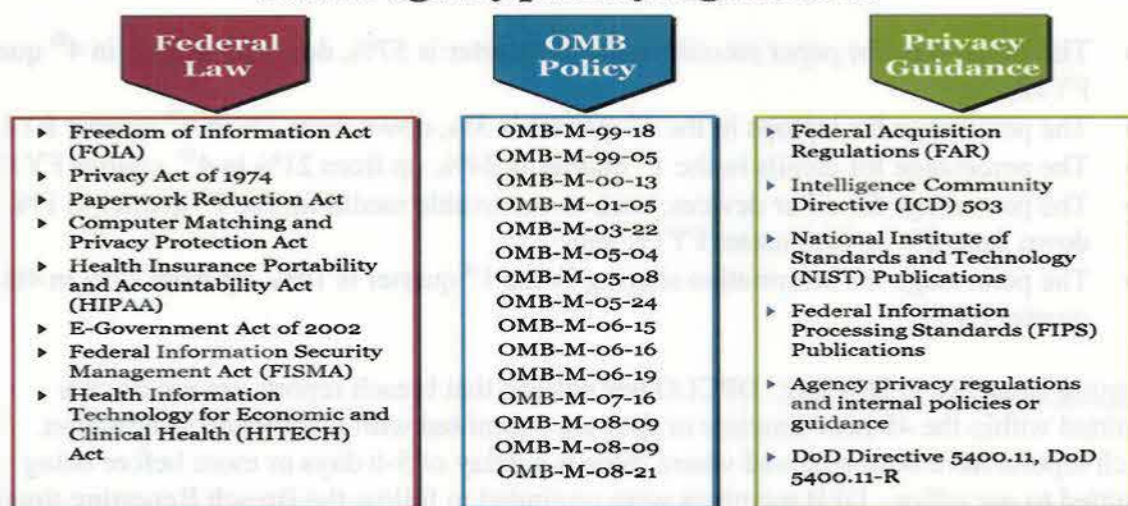 Federal
Law
Freedom of Information Act
(FOIA)
Privacy Act of 1974
Paperwork Reduction Act
Computer Matching and
Privacy Protection Act
Health Insurance Portability
and Accountability Act
(HIPAA)
E-Government Act of 2002
Federal Information Security
Management Act (FISMA)
Health Information
Technology for Economic and
Clinical Health (HITECH)
Act
OMB
Policy
OMB-M-99-18
OMB-M-99-05
OMB-M-00-13
OMB-M-01-05
OMB-M-03-22
OMB-M-05-04
OMB-M-05-08
OMB-M-05-24
OMB-M-06-15
OMB-M-06-16
OMB-M-06-19
OMB-M-07-16
OMB-M-08-09
OMB-M-08-21
Privacy
Guidance
Federal Acquisition
Regulations (FAR)
Intelligence Community
Directive (ICD) 503
National Institute of
Standards and Technology
(NIST) Publications
Federal Information
Processing Standards (FIPS)
Publications
Agency privacy regulations
and internal policies or
guidance
DoD Directive 5400.11, DoD
5400.11-R